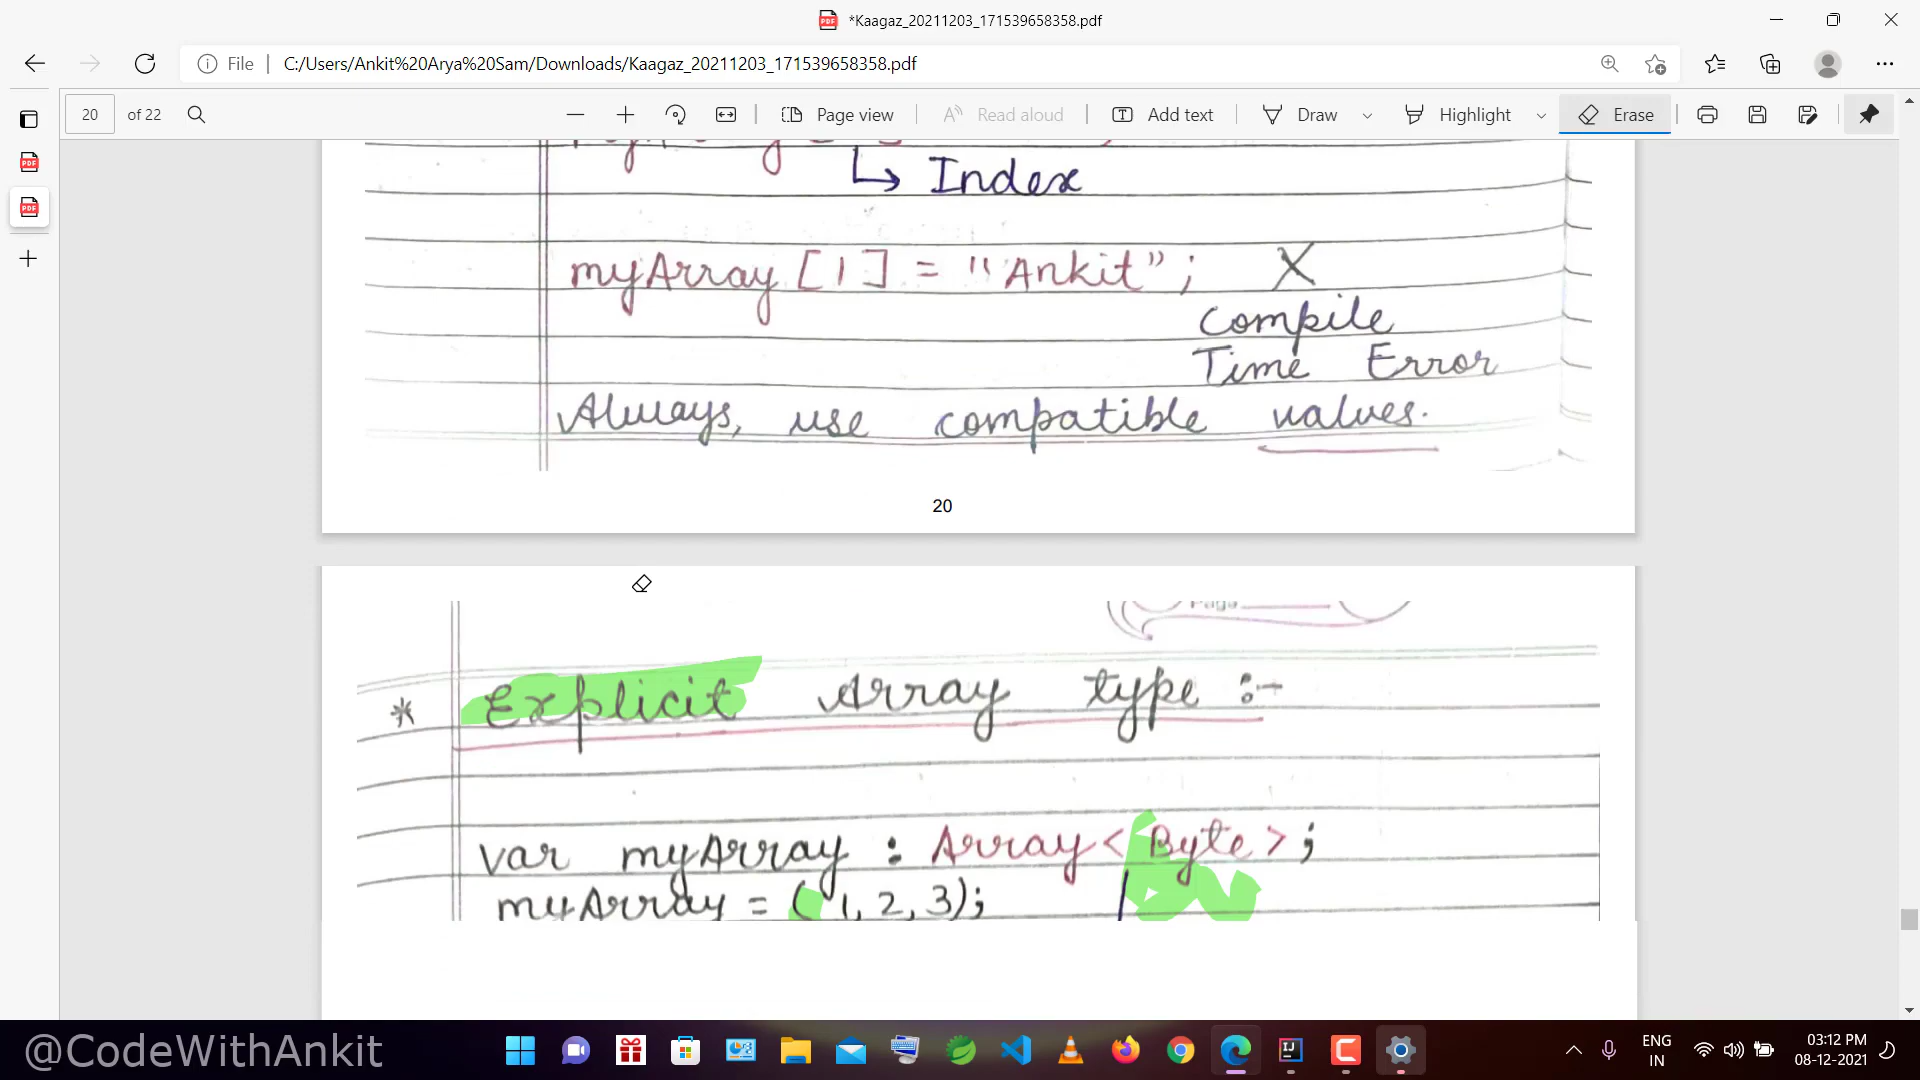 *Kaagaz_20211203_171539658358.pdf
File
C:/Users/Ankit%20Arya%20Sam/Downloads/Kaagaz_20211203_171539658358.pdf
20 of 22 Page view Read aloud Add text Draw Highlight Erase
Index
myArray [1] = "Ankit"; X
Compile
Time Error
Always, use compatible values.
20
Page
* Explicit Array type :-
var myArray : Array< Byte > ;
myArray = ( 1, 2, 3);
@CodeWithAnkit
ENG
IN
03:12 PM
08-12-2021